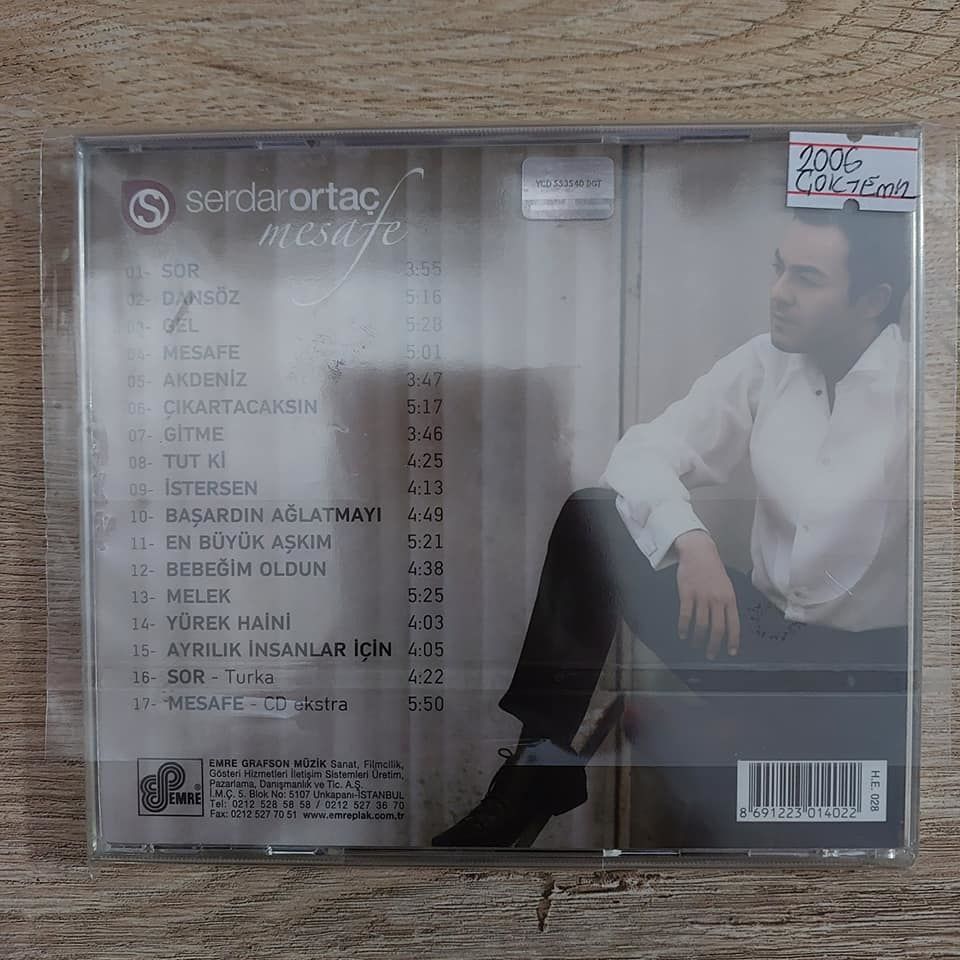 2006
GÖKTEMN
YCD 553540 DGT
S
serdarortaç
mesafe
01- SOR 3:55
02- DANSÖZ 5:16
03- GEL 5:28
04- MESAFE 5:01
05- AKDENİZ 3:47
06- ÇIKARTACAKSIN 5:17
07- GİTME 3:46
08- TUT Kİ 4:25
09- İSTERSEN 4:13
10- BAŞARDIN AĞLATMAYI 4:49
11- EN BÜYÜK AŞKIM 5:21
12- BEBEĞİM OLDUN 4:38
13- MELEK 5:25
14- YÜREK HAİNİ 4:03
15- AYRILIK İNSANLAR İÇİN 4:05
16- SOR - Turka 4:22
17- MESAFE - CD ekstra 5:50
EMRE
EMRE GRAFSON MÜZİK Sanat, Filmcilik,
Gösteri Hizmetleri İletişim Sistemleri Üretim,
Pazarlama, Danışmanlık ve Tic. A.Ş.
İ.M.Ç. 5. Blok No: 5107 Unkapanı-İSTANBUL
Tel: 0212 528 58 58 / 0212 527 36 70
Fax: 0212 527 70 51 www.emreplak.com.tr
8 691223 014022
H.E. 028